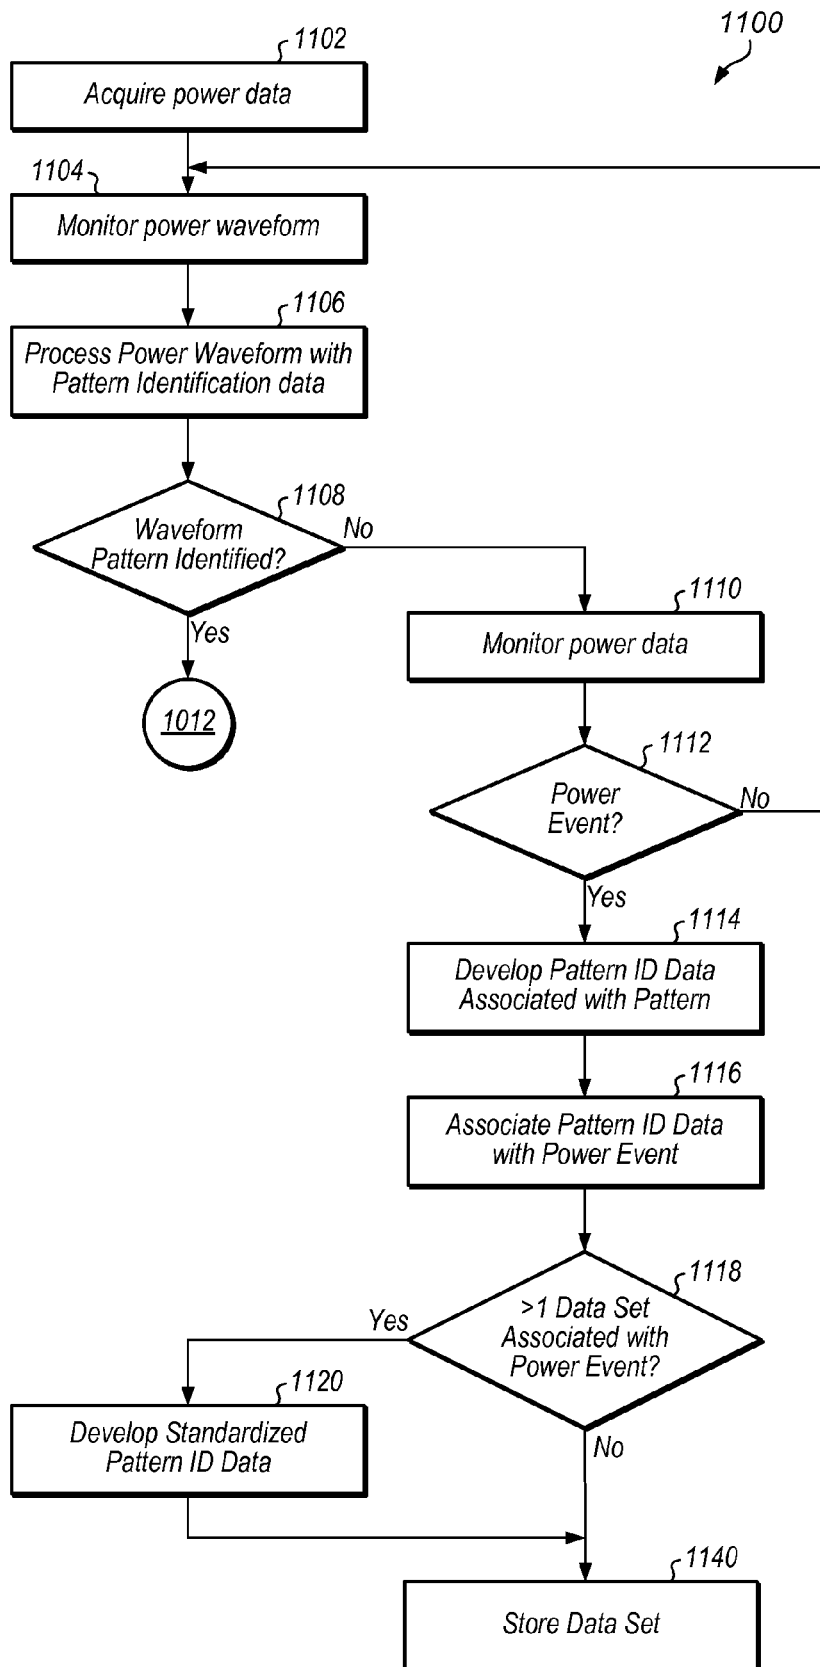 1100
1102
Acquire power data
1104
Monitor power waveform
1106
Process Power Waveform with
Pattern Identification data
1108
Waveform
Pattern Identified?
No
Yes
1012
1110
Monitor power data
1112
Power
Event?
No
Yes
1114
Develop Pattern ID Data
Associated with Pattern
1116
Associate Pattern ID Data
with Power Event
1118
>1 Data Set
Associated with
Power Event?
Yes
No
1120
Develop Standardized
Pattern ID Data
1140
Store Data Set